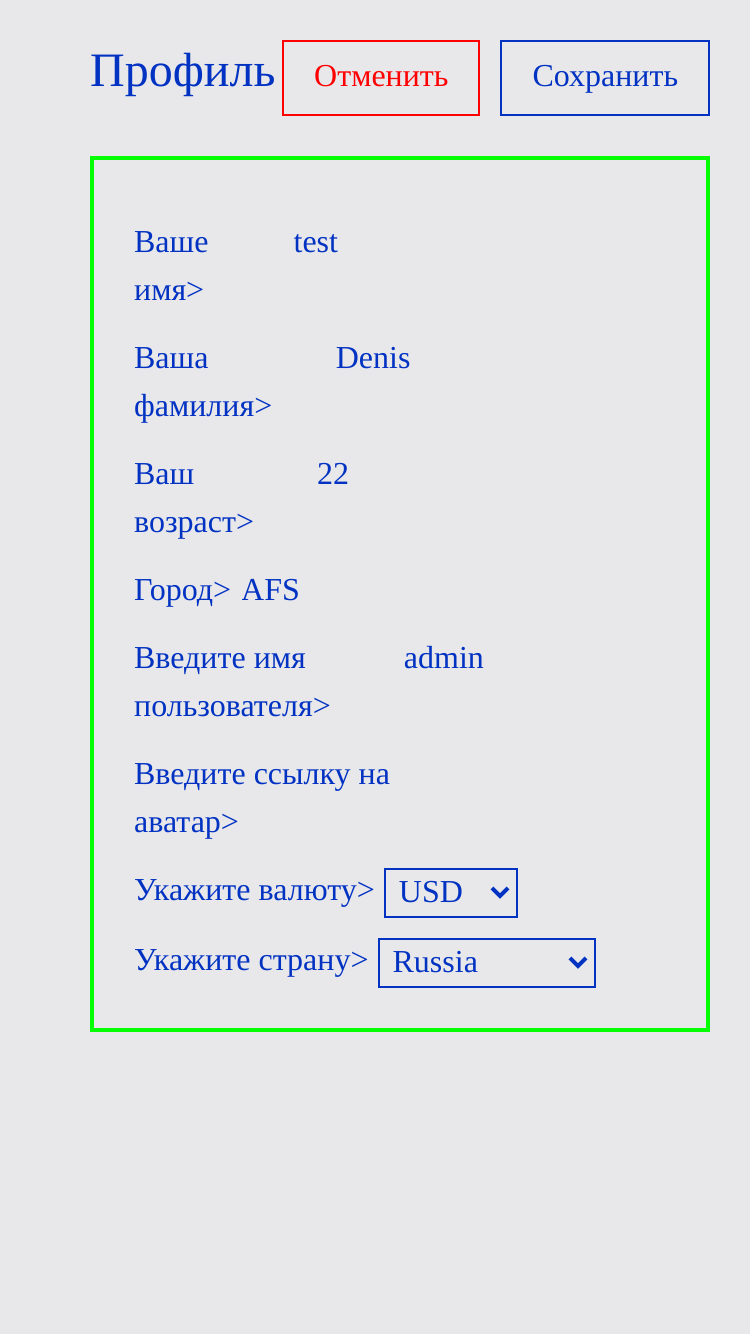 Профиль Отменить Сохранить
Ваше test
имя>
Ваша Denis
фамилия>
Ваш 22
возраст>
Город> AFS
Введите имя admin
пользователя>
Введите ссылку на
аватар>
Укажите валюту> USD
Укажите страну> Russia